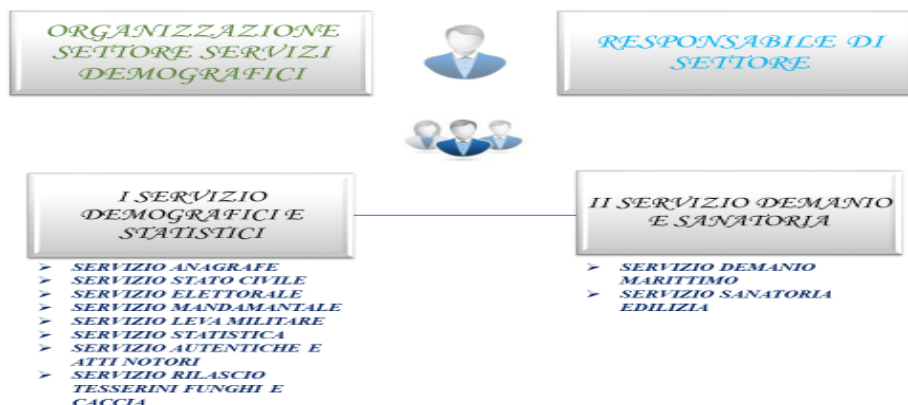 ORGANIZZAZIONE
SETTORE SERVIZI
DEMOGRAFICI
RESPONSABILE DI
SETTORE
I SERVIZIO
DEMOGRAFICI E
STATISTICI
➢ SERVIZIO ANAGRAFE
➢ SERVIZIO STATO CIVILE
➢ SERVIZIO ELETTORALE
➢ SERVIZIO MANDAMANTALE
➢ SERVIZIO LEVA MILITARE
➢ SERVIZIO STATISTICA
➢ SERVIZIO AUTENTICHE E
ATTI NOTORI
➢ SERVIZIO RILASCIO
TESSERINI FUNGHI E
CACCIA
II SERVIZIO DEMANIO
E SANATORIA
➢ SERVIZIO DEMANIO
MARITTIMO
➢ SERVIZIO SANATORIA
EDILIZIA